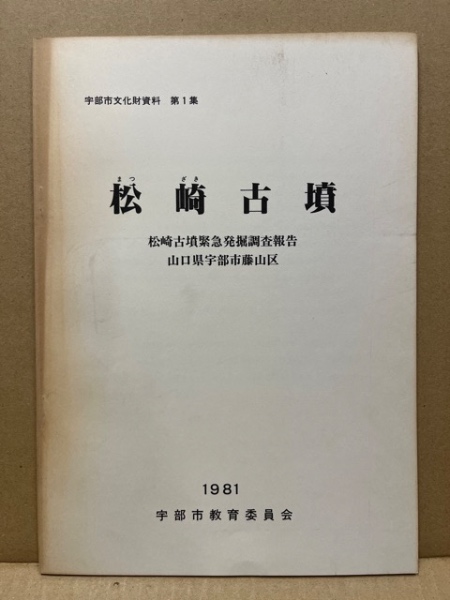 宇部市文化財資料 第1集
まつ ざき
松崎古墳
松崎古墳緊急発掘調査報告
山口県宇部市藤山区
1981
宇部市教育委員会